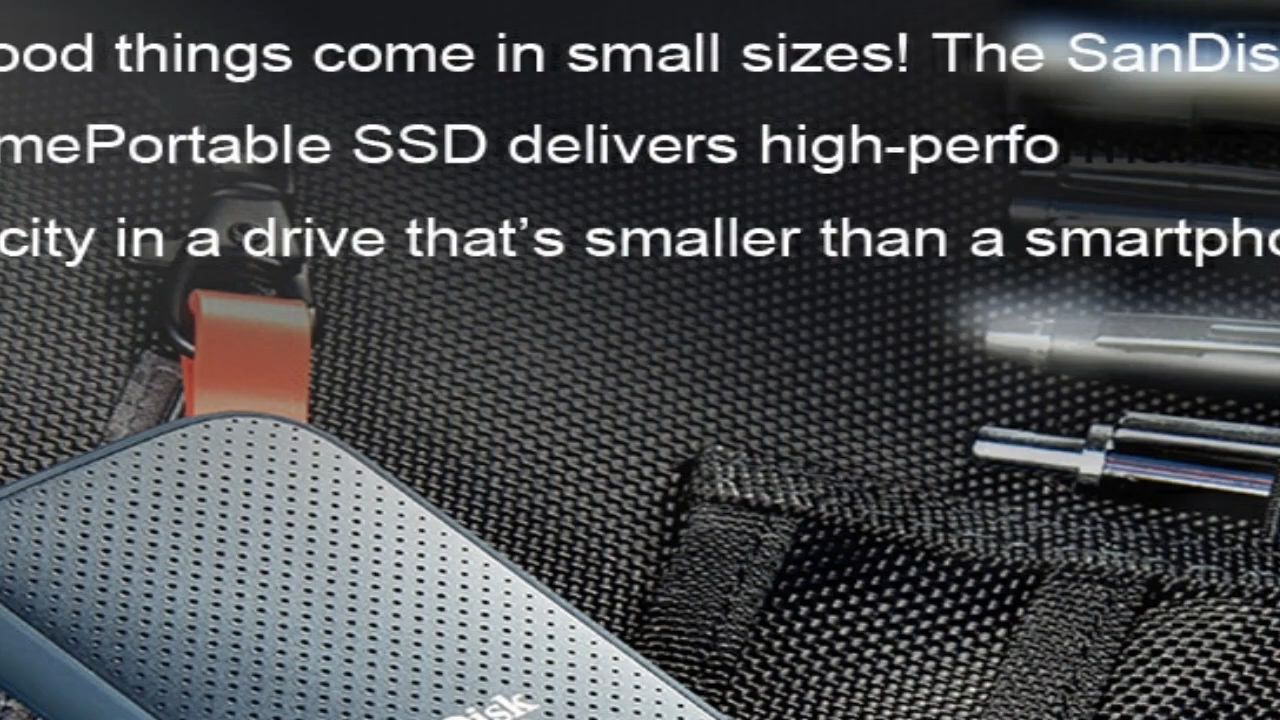 ood things come in small sizes! The SanDis
mePortable SSD delivers high-perfo
city in a drive that’s smaller than a smartpho
Disk